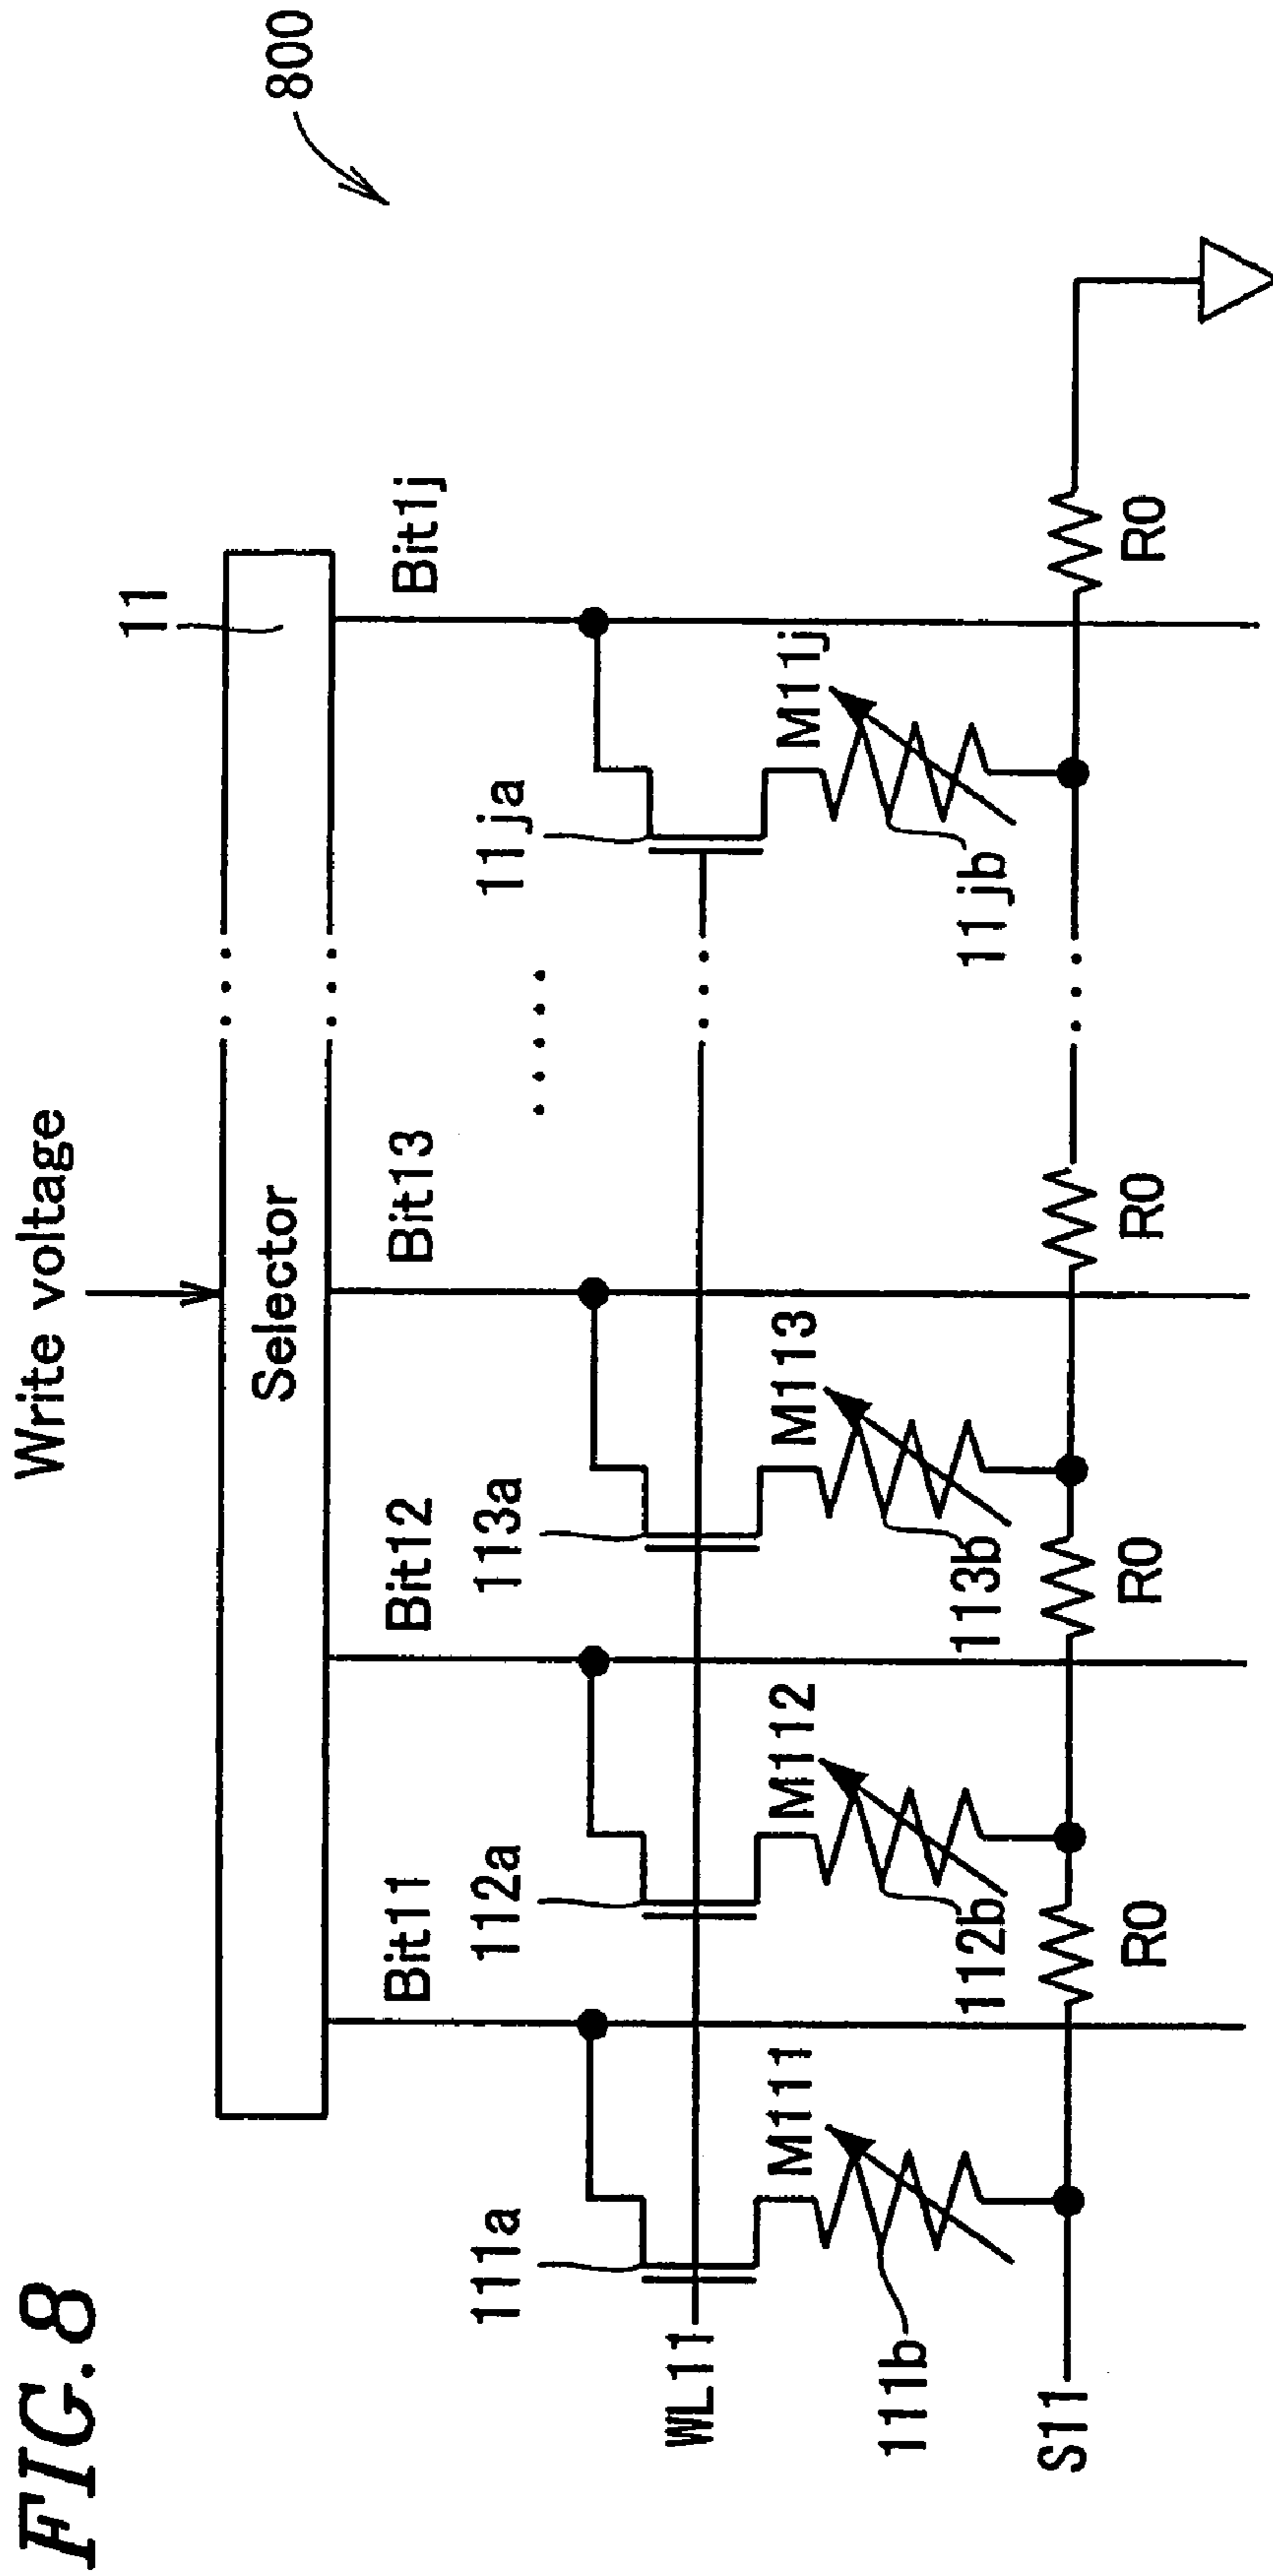 FIG. 8
Write voltage
800
11
Selector
Bit11
Bit12
Bit13
Bit1j
111a
112a
113a
11ja
.....
WL11
M111
M112
M113
M11j
111b
112b
113b
11jb
S11
R0
R0
R0
R0